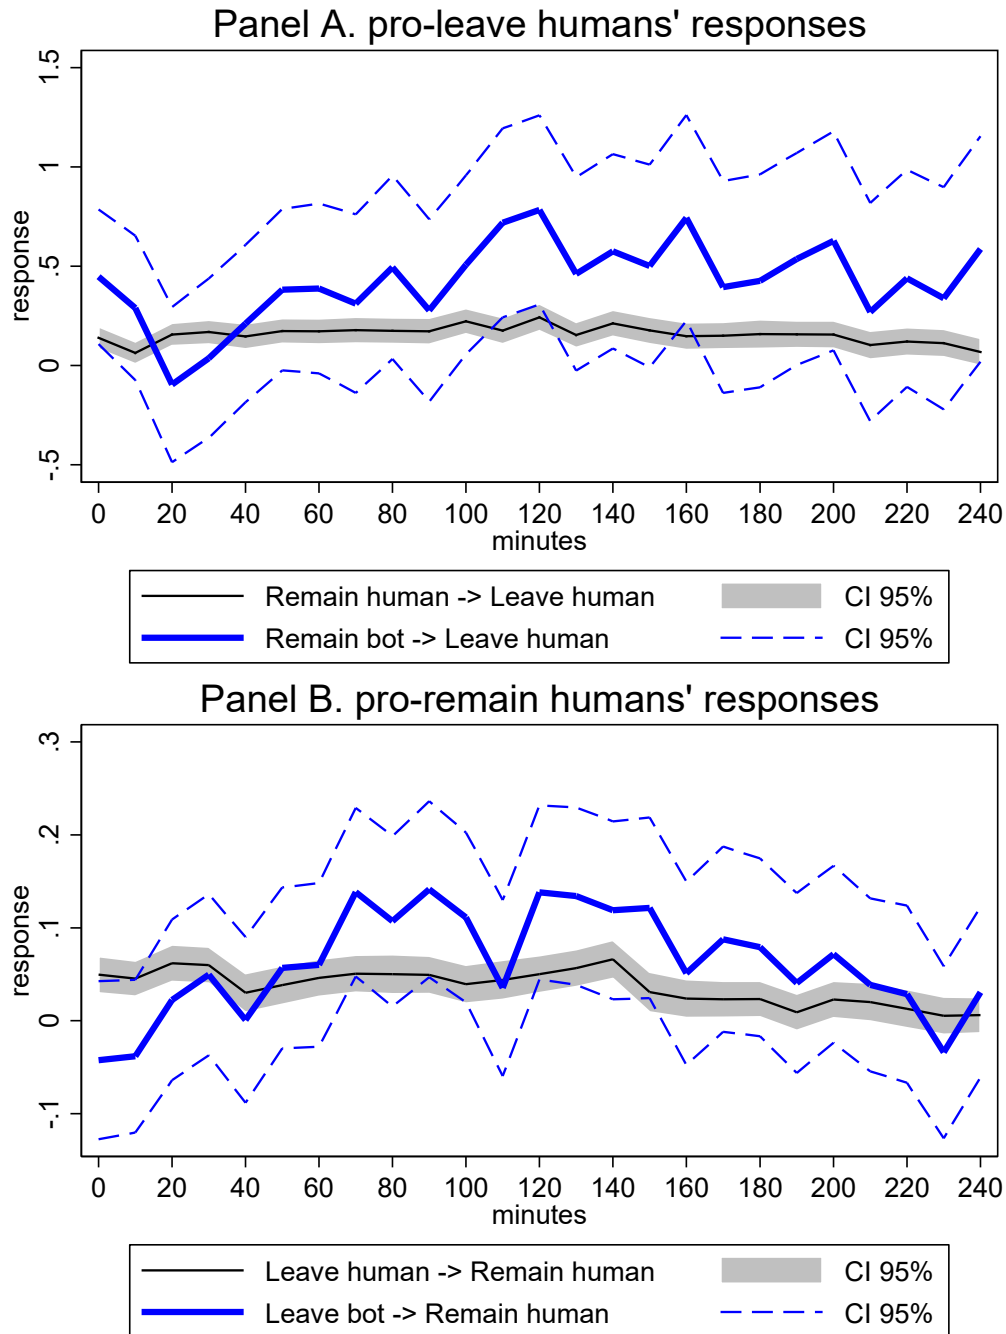 Panel A. pro-leave humans' responses
1.5
1
.5
0
-.5
response
0 20 40 60 80 100 120 140 160 180 200 220 240
minutes
Remain human -> Leave human CI 95%
Remain bot -> Leave human CI 95%
Panel B. pro-remain humans' responses
.3
.2
.1
0
-.1
response
0 20 40 60 80 100 120 140 160 180 200 220 240
minutes
Leave human -> Remain human CI 95%
Leave bot -> Remain human CI 95%